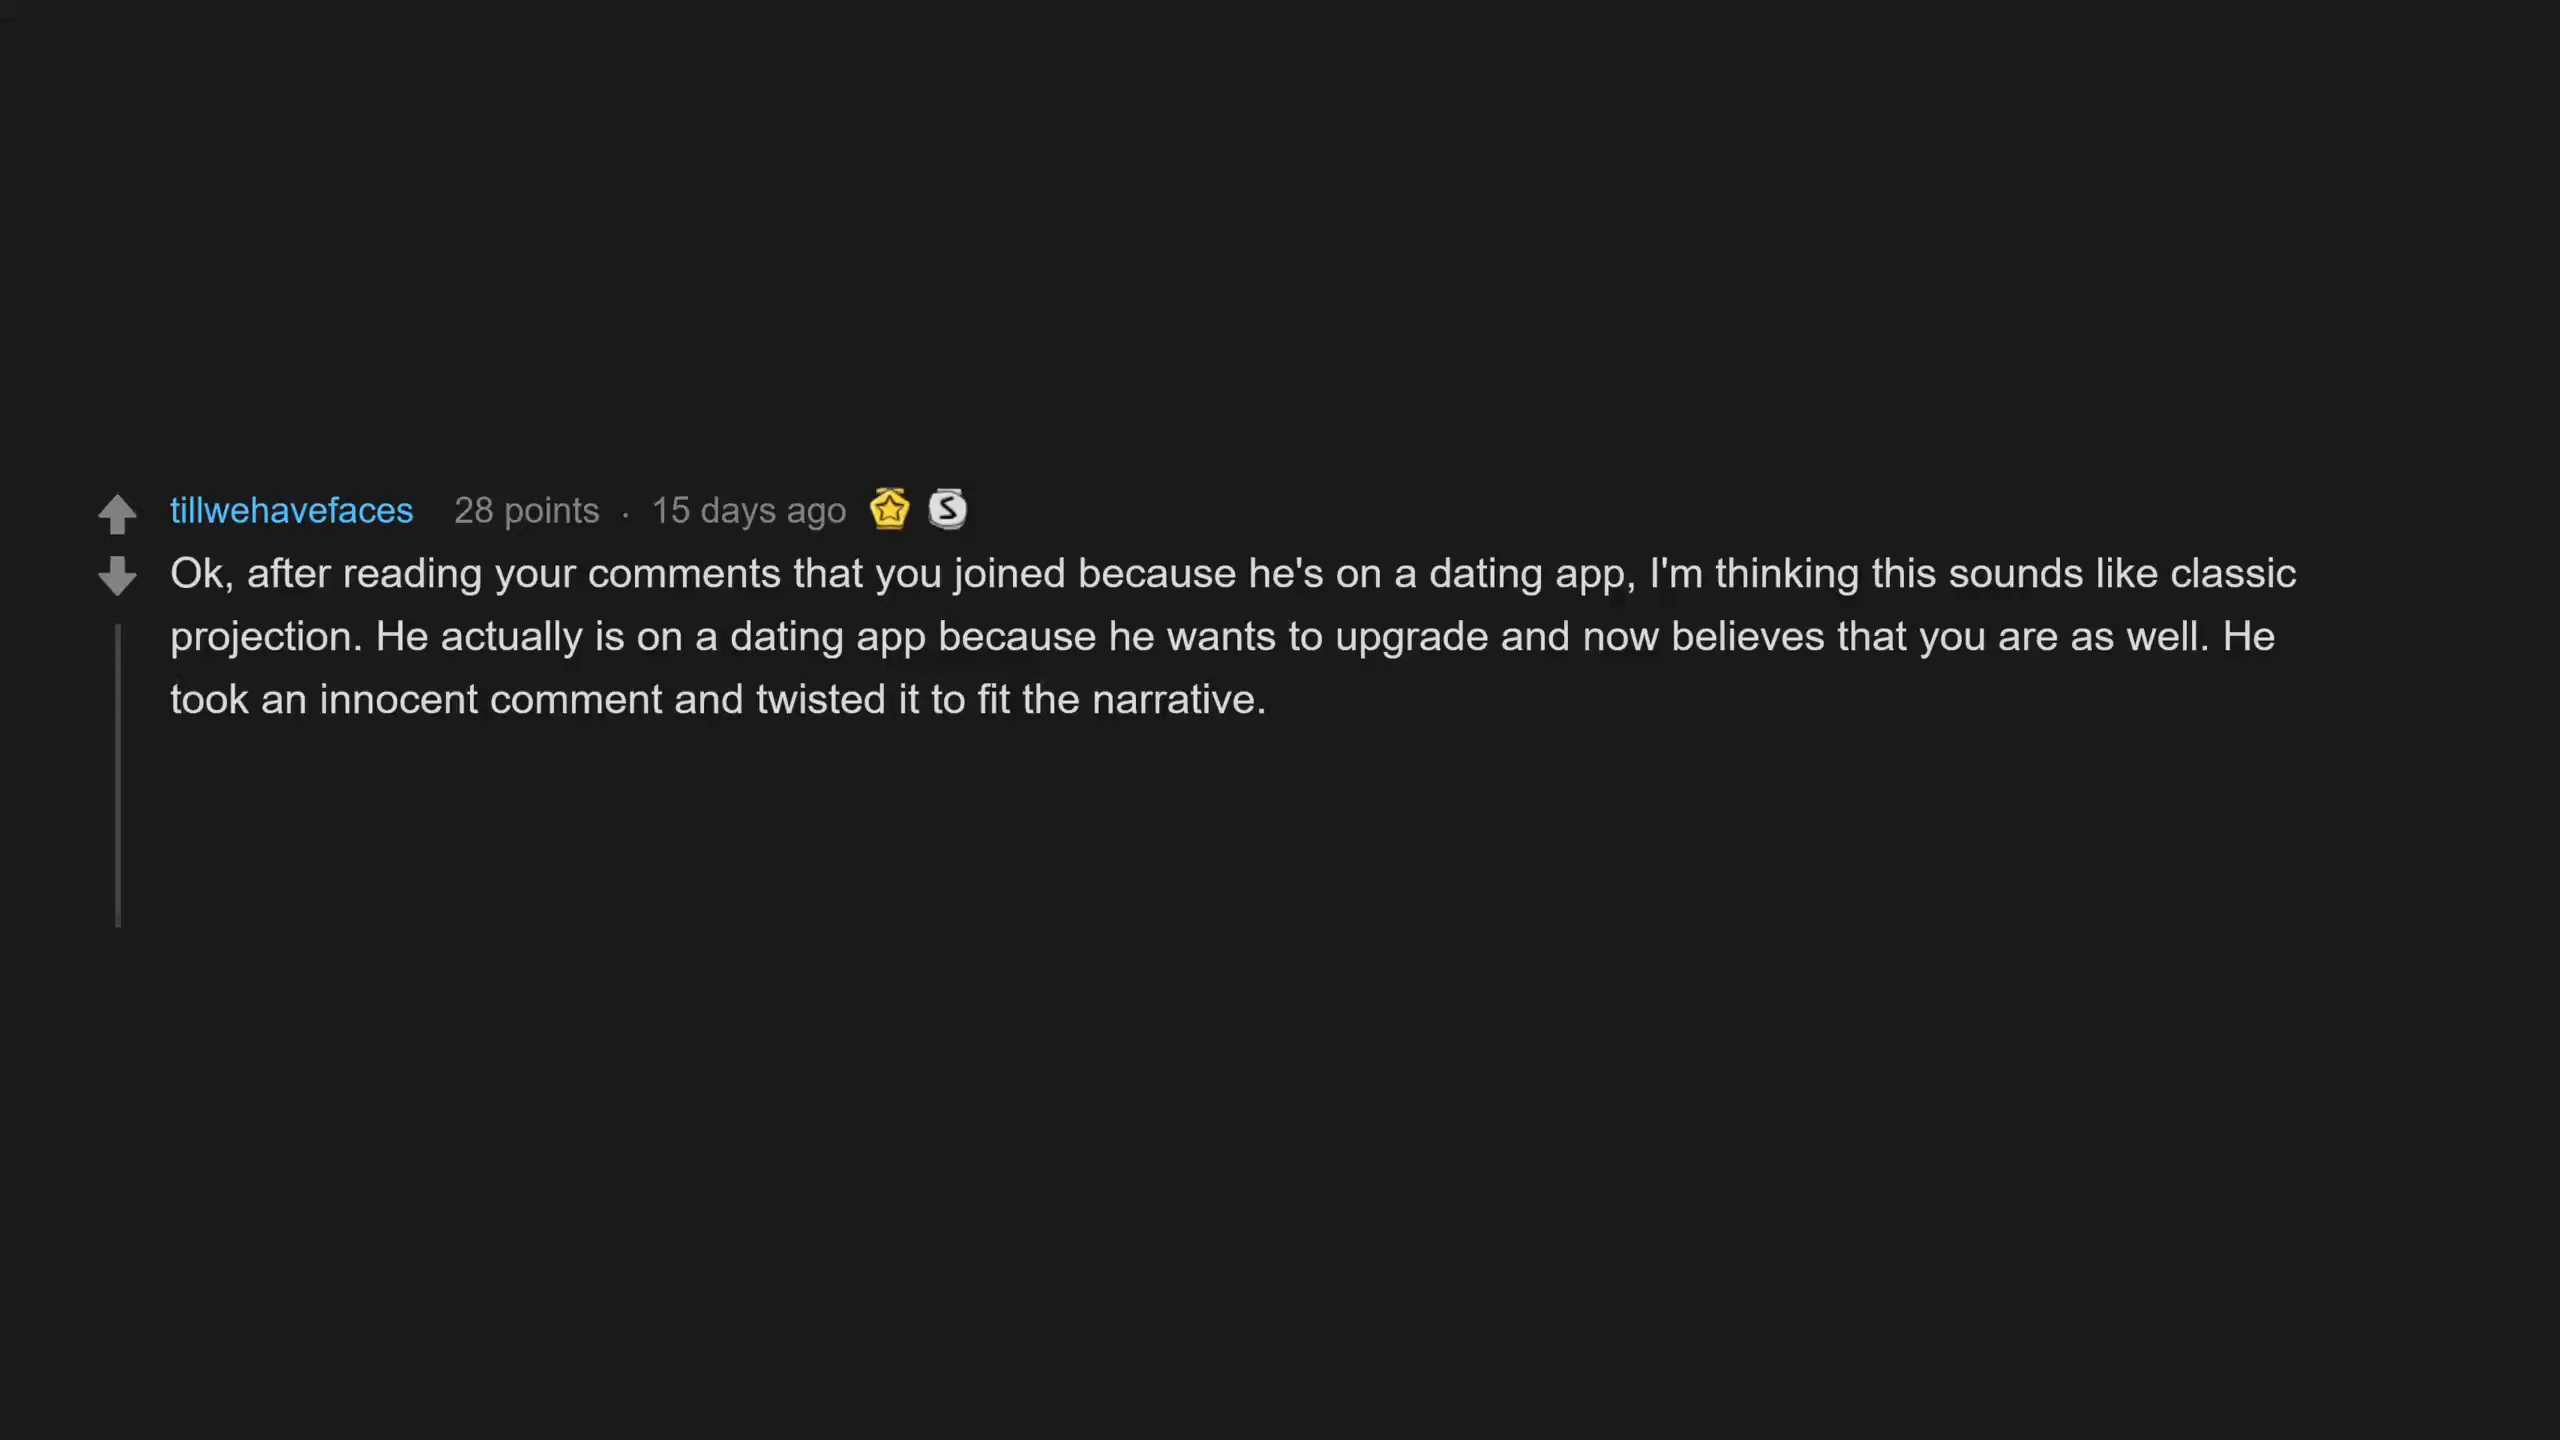 tillwehavefaces 28 points · 15 days ago
Ok, after reading your comments that you joined because he's on a dating app, I'm thinking this sounds like classic
projection. He actually is on a dating app because he wants to upgrade and now believes that you are as well. He
took an innocent comment and twisted it to fit the narrative.